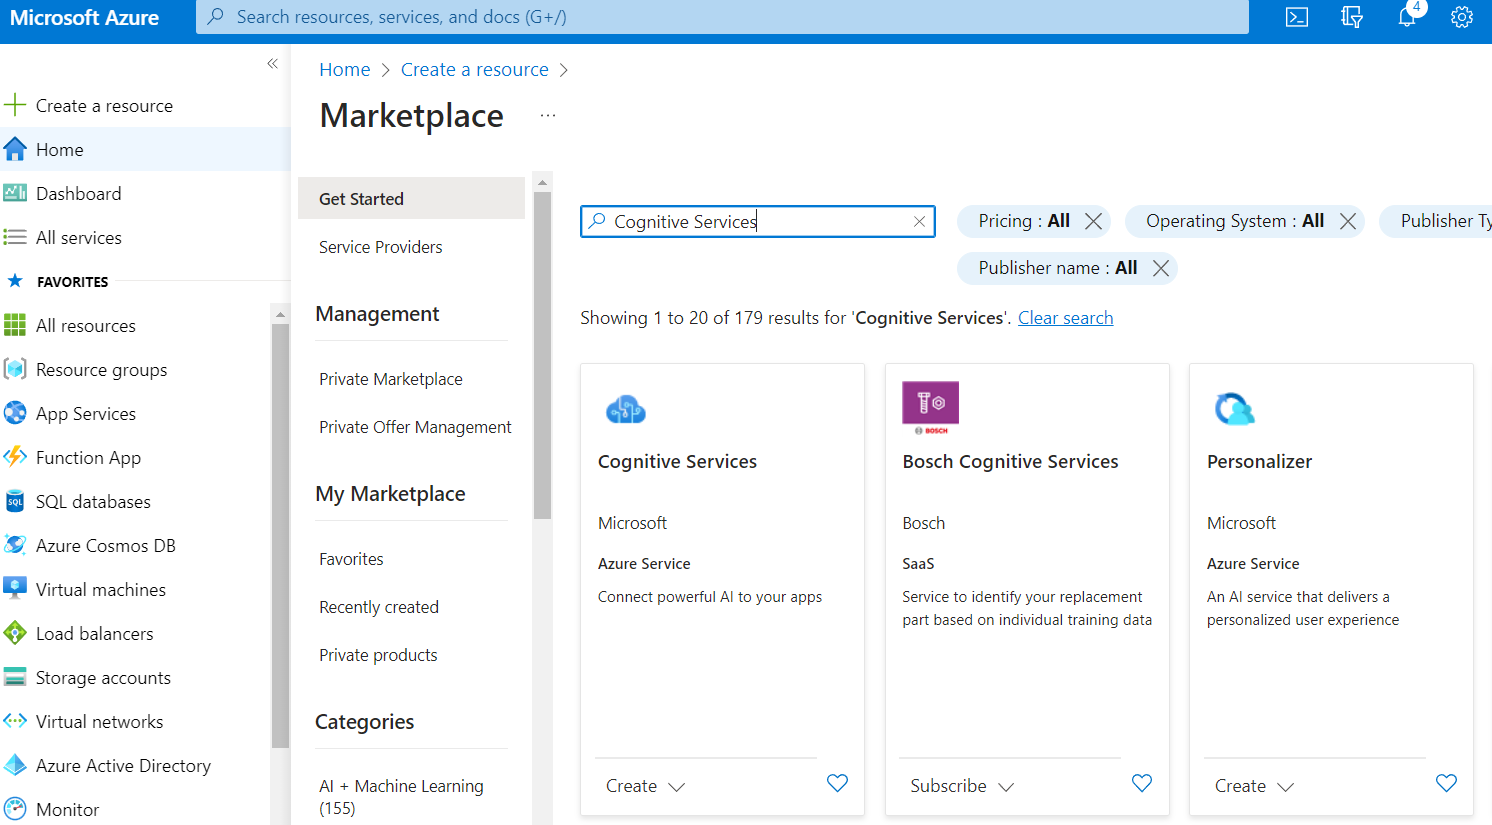 Microsoft Azure
Search resources, services, and docs (G+/)
4
Create a resource
Home
Dashboard
All services
FAVORITES
All resources
Resource groups
App Services
Function App
SQL
SQL databases
Azure Cosmos DB
Virtual machines
Load balancers
Storage accounts
Virtual networks
Azure Active Directory
Monitor
Home > Create a resource >
Marketplace ...
Get Started
Service Providers
Management
Private Marketplace
Private Offer Management
My Marketplace
Favorites
Recently created
Private products
Categories
AI + Machine Learning
(155)
Cognitive Services
Pricing : All
Operating System : All
Publisher Ty
Publisher name : All
Showing 1 to 20 of 179 results for 'Cognitive Services'. Clear search
Cognitive Services
Microsoft
Azure Service
Connect powerful AI to your apps
Create
BOSCH
Bosch Cognitive Services
Bosch
SaaS
Service to identify your replacement
part based on individual training data
Subscribe
Personalizer
Microsoft
Azure Service
An AI service that delivers a
personalized user experience
Create